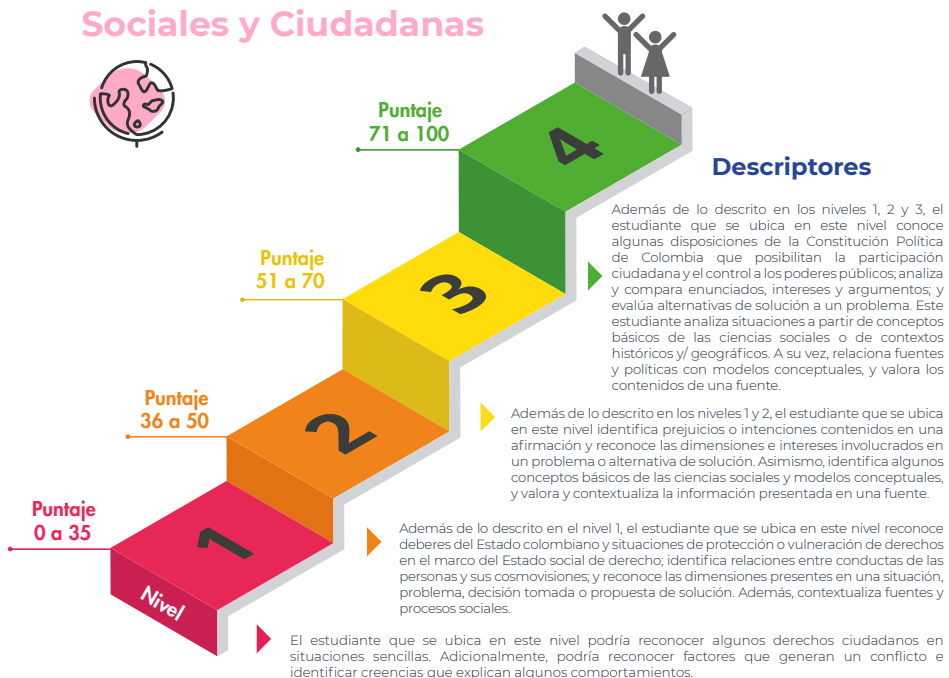 Sociales y Ciudadanas
Puntaje
71 a 100
4
Descriptores
Además de lo descrito en los niveles 1, 2 y 3, el
estudiante que se ubica en este nivel conoce
algunas disposiciones de la Constitución Política
de Colombia que posibilitan la participación
ciudadana y el control a los poderes públicos; analiza
y compara enunciados, intereses y argumentos; y
evalúa alternativas de solución a un problema. Este
estudiante analiza situaciones a partir de conceptos
básicos de las ciencias sociales o de contextos
históricos y/ geográficos. A su vez, relaciona fuentes
y políticas con modelos conceptuales, y valora los
contenidos de una fuente.
Puntaje
51 a 70
3
Además de lo descrito en los niveles 1 y 2, el estudiante que se ubica
en este nivel identifica prejuicios o intenciones contenidos en una
afirmación y reconoce las dimensiones e intereses involucrados en
un problema o alternativa de solución. Asimismo, identifica algunos
conceptos básicos de las ciencias sociales y modelos conceptuales,
y valora y contextualiza la información presentada en una fuente.
Puntaje
36 a 50
2
Además de lo descrito en el nivel 1, el estudiante que se ubica en este nivel reconoce
deberes del Estado colombiano y situaciones de protección o vulneración de derechos
en el marco del Estado social de derecho; identifica relaciones entre conductas de las
personas y sus cosmovisiones; y reconoce las dimensiones presentes en una situación,
problema, decisión tomada o propuesta de solución. Además, contextualiza fuentes y
procesos sociales.
Puntaje
0 a 35
1
Nivel
El estudiante que se ubica en este nivel podría reconocer algunos derechos ciudadanos en
situaciones sencillas. Adicionalmente, podría reconocer factores que generan un conflicto e
identificar creencias que explican algunos comportamientos.